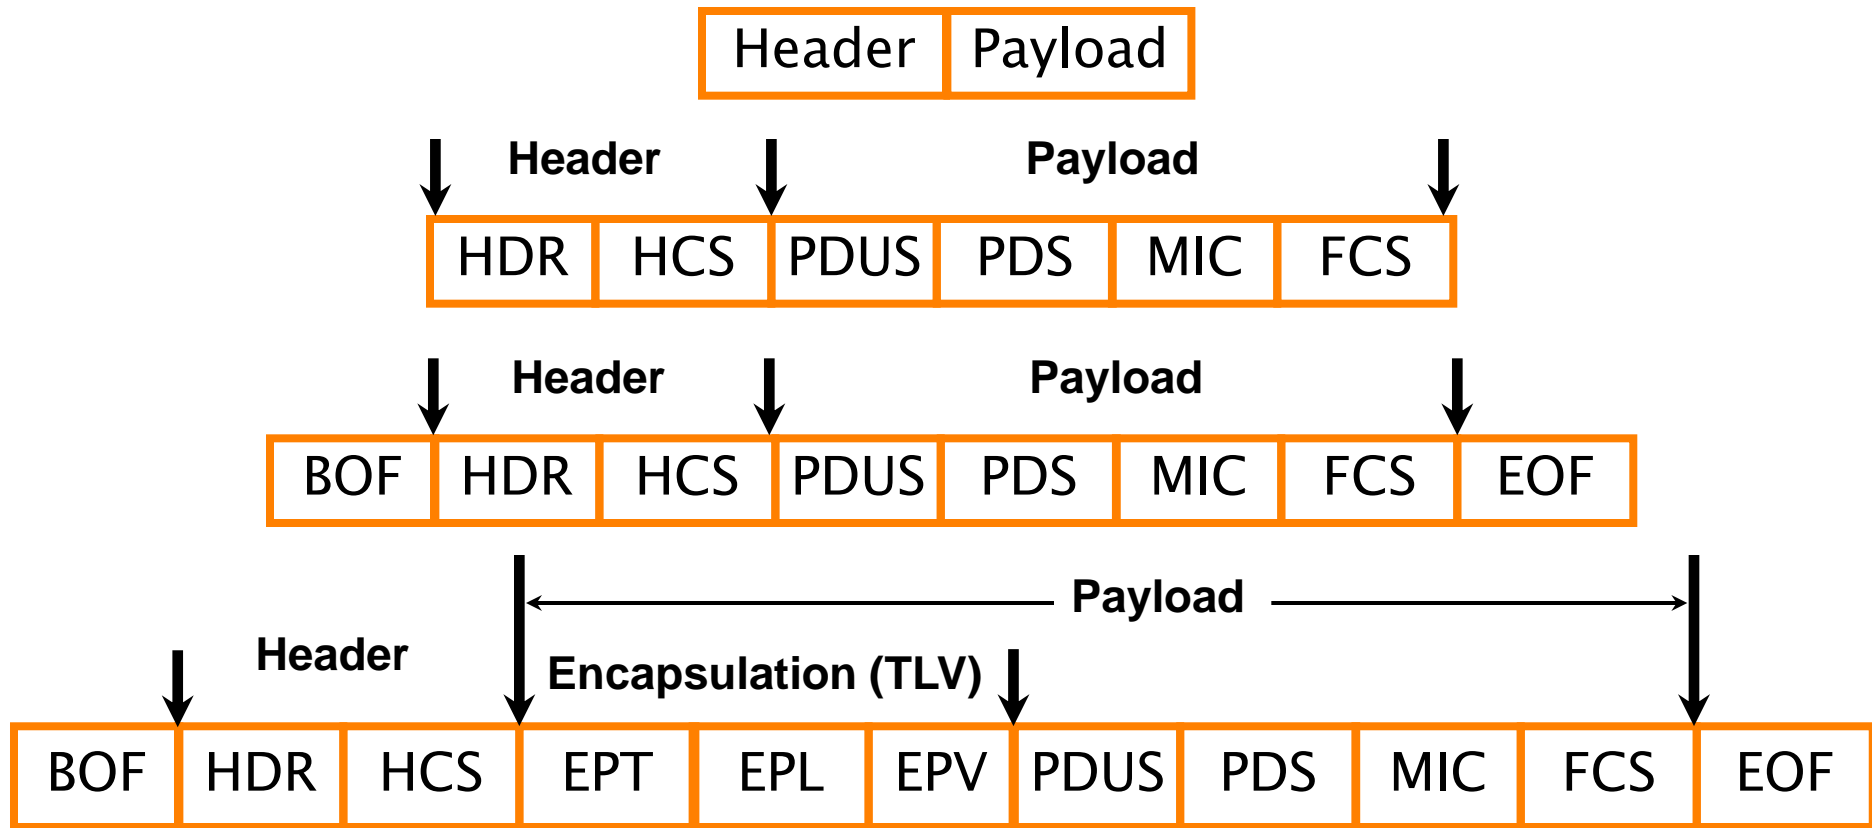 Header Payload
Header Payload
HDR HCS PDUS PDS MIC FCS
Header Payload
BOF HDR HCS PDUS PDS MIC FCS EOF
Payload
Header
Encapsulation (TLV)
BOF HDR HCS EPT EPL EPV PDUS PDS MIC FCS EOF